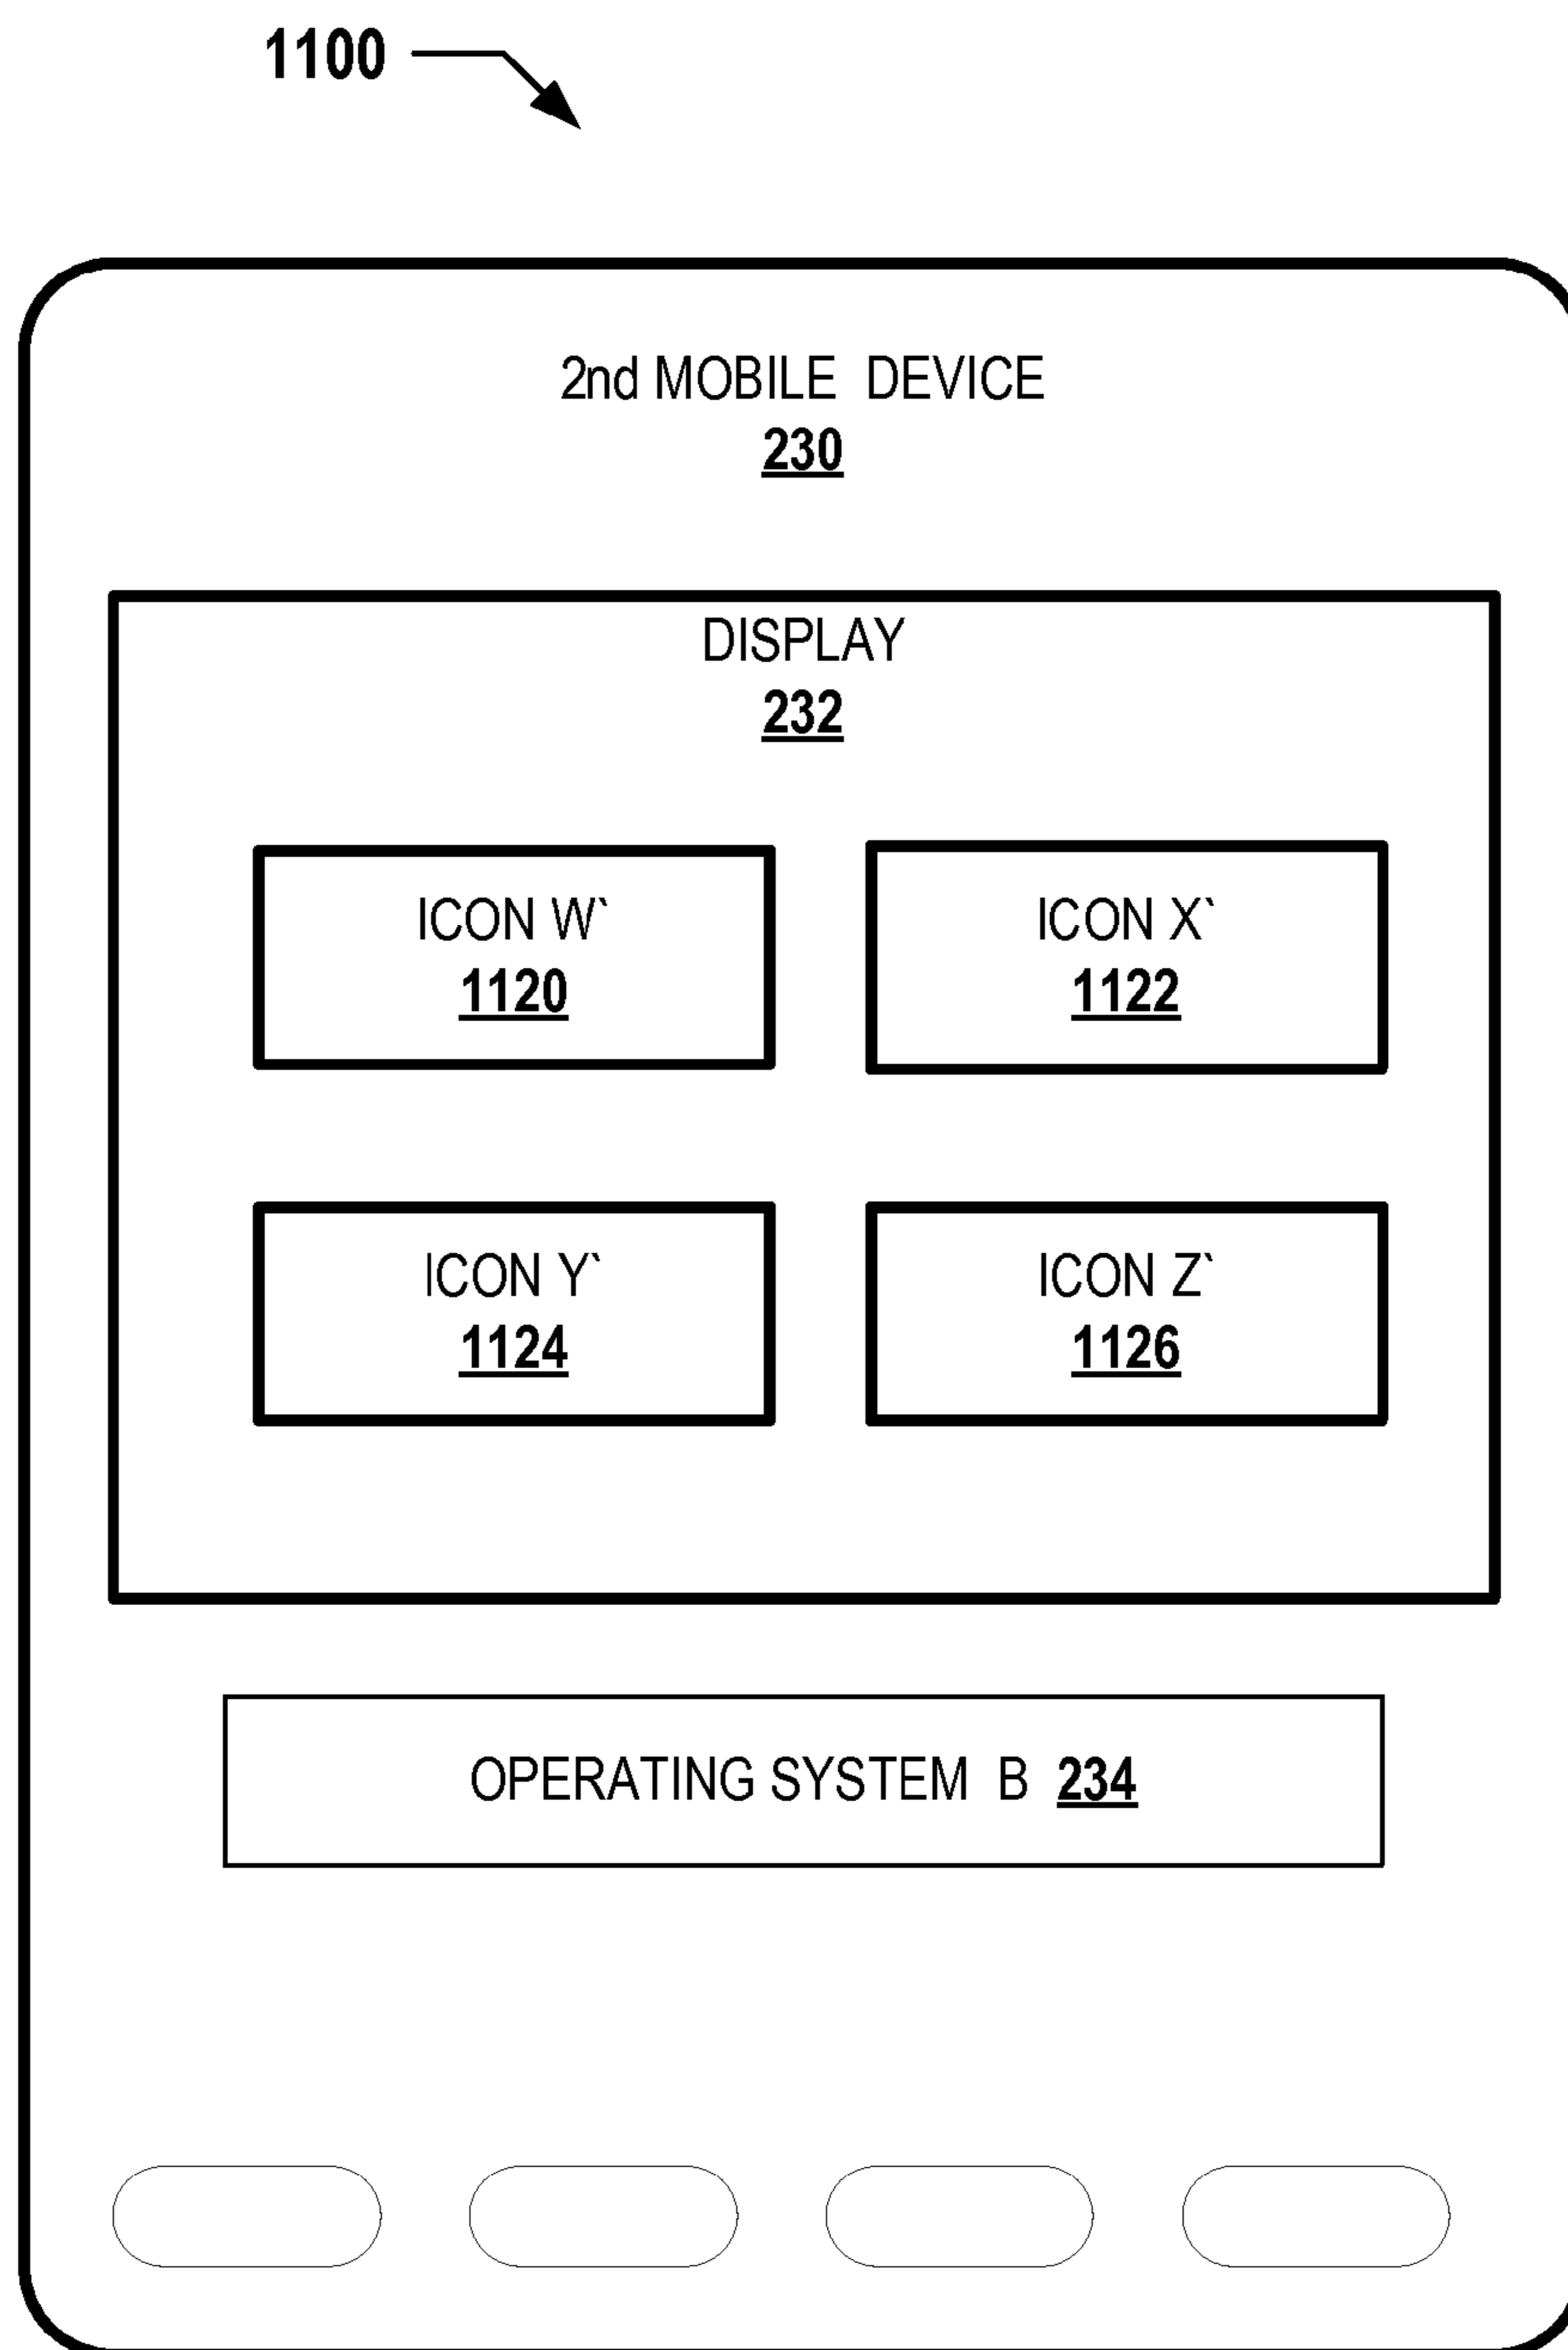 1100
2nd MOBILE DEVICE
230
DISPLAY
232
ICON W`
1120
ICON X`
1122
ICON Y`
1124
ICON Z`
1126
OPERATING SYSTEM B 234